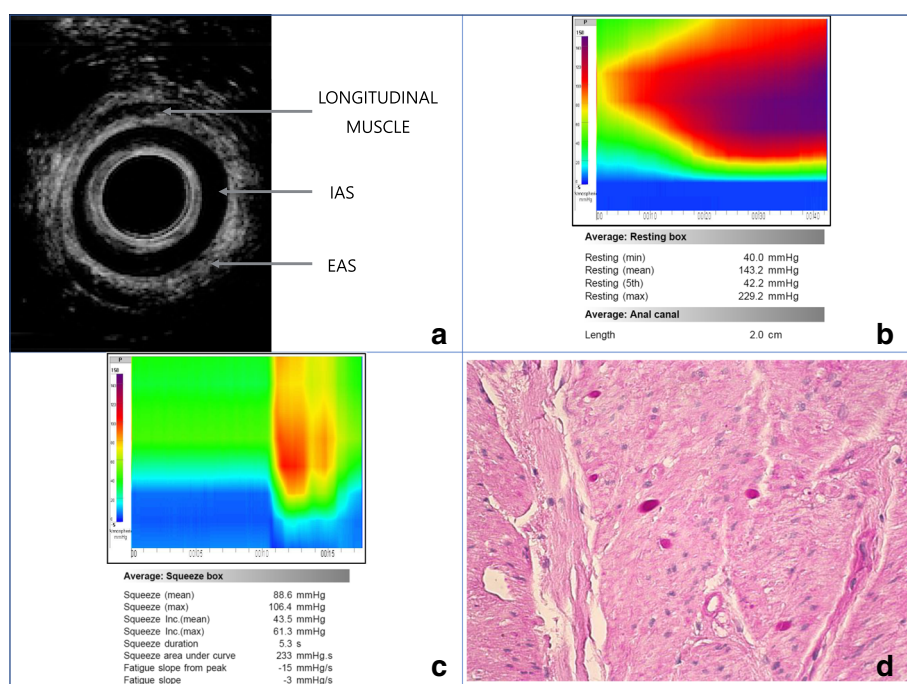 LONGITUDINAL
MUSCLE
IAS
EAS
a
P
150
mmHg
Average: Resting box
Resting (min) 40.0 mmHg
Resting (mean) 143.2 mmHg
Resting (5th) 42.2 mmHg
Resting (max) 229.2 mmHg
Average: Anal canal
Length 2.0 cm
b
P
mmHg
Average: Squeeze box
Squeeze (mean) 88.6 mmHg
Squeeze (max) 106.4 mmHg
Squeeze Inc.(mean) 43.5 mmHg
Squeeze Inc.(max) 61.3 mmHg
Squeeze duration 5.3 s
Squeeze area under curve 233 mmHg.s
Fatigue slope from peak -15 mmHg/s
Fatigue slope -3 mmHg/s
c
d